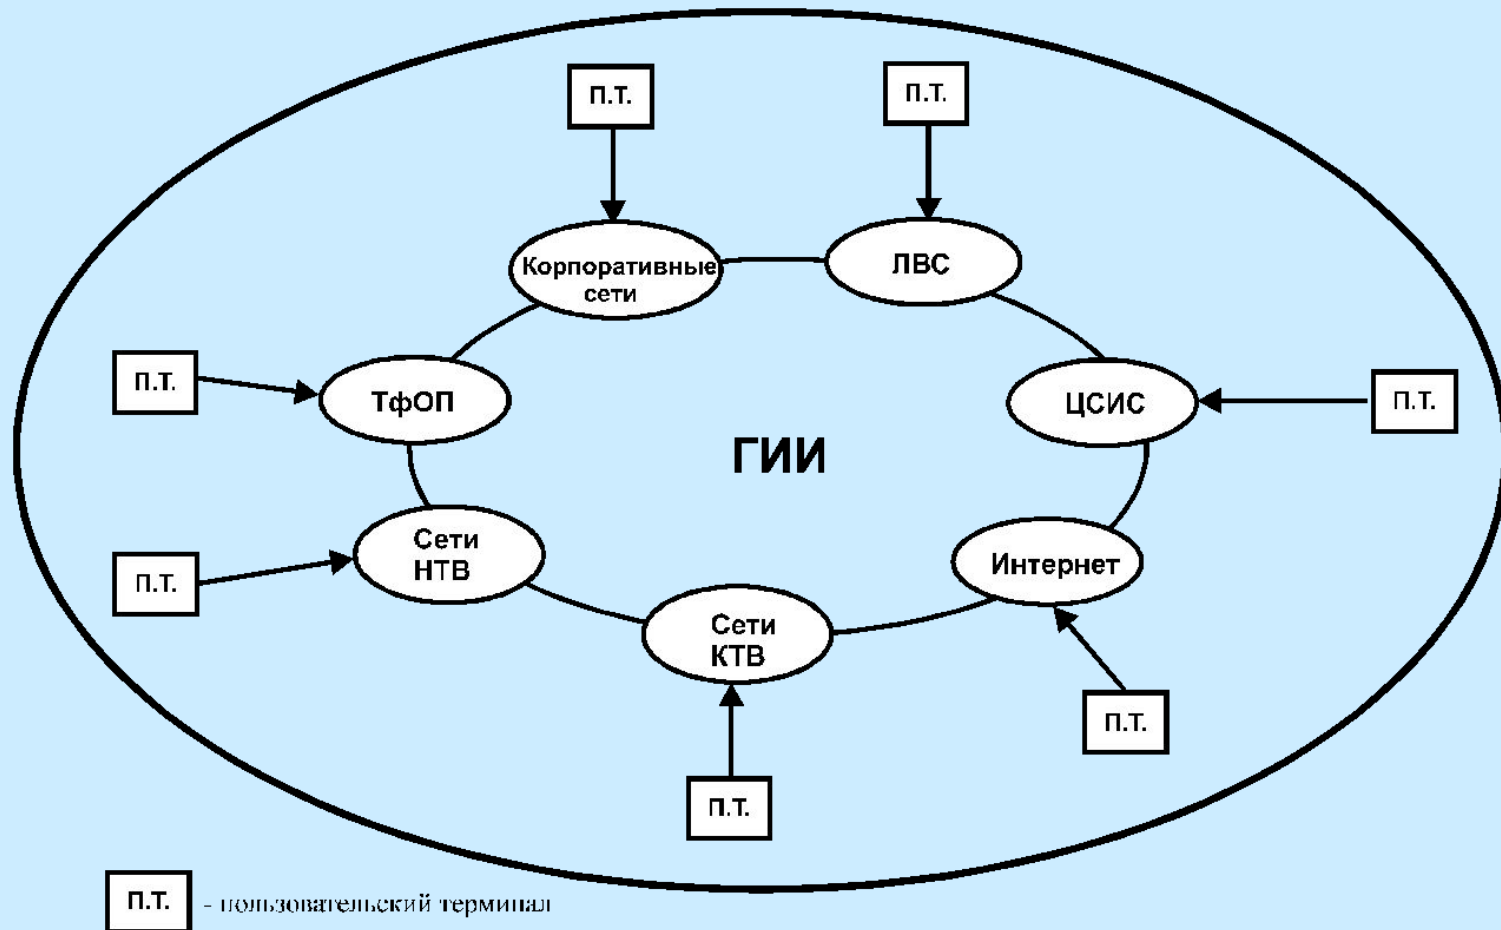 П.Т.
П.Т.
Корпоративные
сети
ЛВС
П.Т.
ТфОП
ЦСИС
П.Т.
ГИИ
П.Т.
Сети
НТВ
Интернет
Сети
КТВ
П.Т.
П.Т.
П.Т. - пользовательский терминал